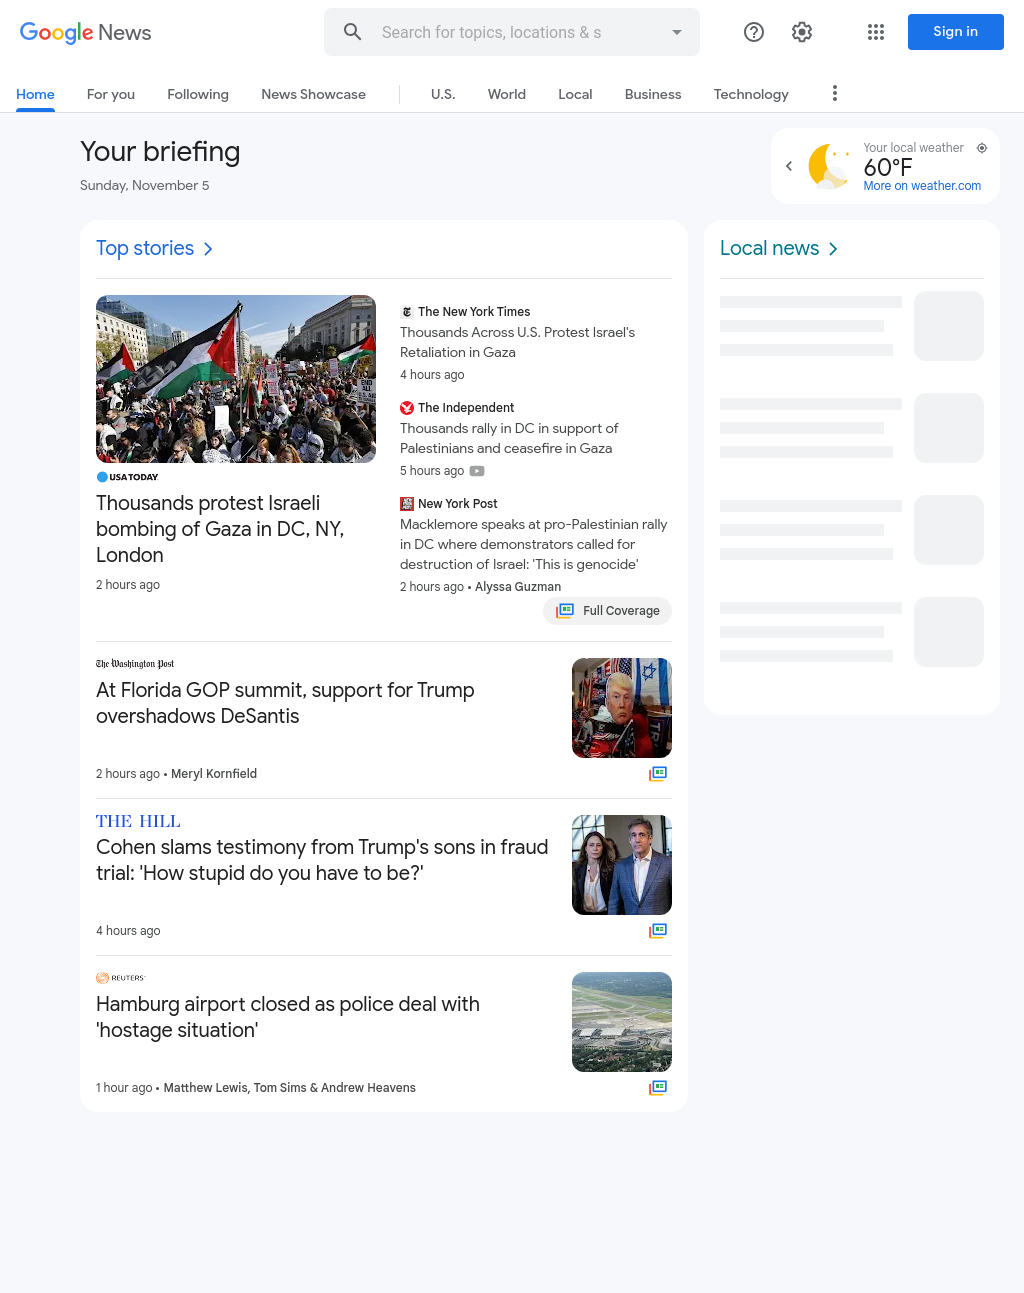 Google News
Search for topics, locations & s
Sign in
Home
For you
Following
News Showcase
U.S.
World
Local
Business
Technology
Your briefing
Sunday, November 5
Your local weather
60°F
More on weather.com
Top stories
USA TODAY
Thousands protest Israeli
bombing of Gaza in DC, NY,
London
2 hours ago
The New York Times
Thousands Across U.S. Protest Israel's
Retaliation in Gaza
4 hours ago
The Independent
Thousands rally in DC in support of
Palestinians and ceasefire in Gaza
5 hours ago
New York Post
Macklemore speaks at pro-Palestinian rally
in DC where demonstrators called for
destruction of Israel: 'This is genocide'
2 hours ago • Alyssa Guzman
Full Coverage
The Washington Post
At Florida GOP summit, support for Trump
overshadows DeSantis
2 hours ago • Meryl Kornfield
THE HILL
Cohen slams testimony from Trump's sons in fraud
trial: 'How stupid do you have to be?'
4 hours ago
REUTERS
Hamburg airport closed as police deal with
'hostage situation'
1 hour ago • Matthew Lewis, Tom Sims & Andrew Heavens
Local news